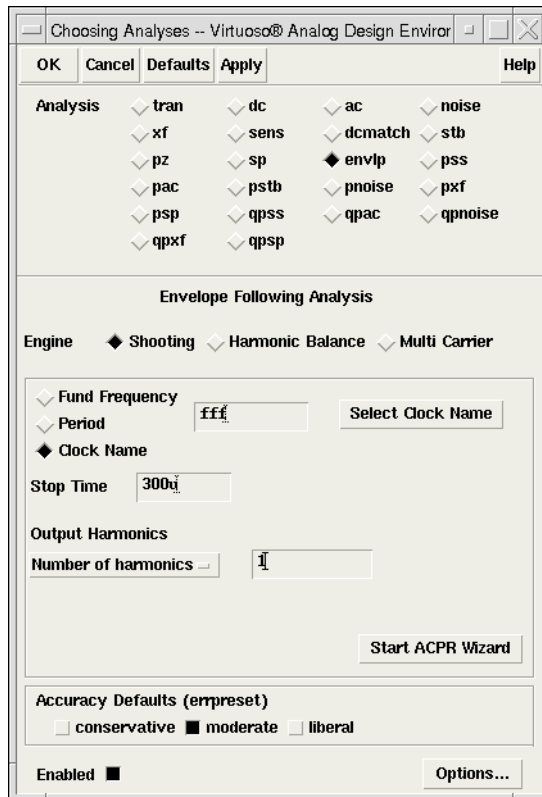 Choosing Analyses -- Virtuoso® Analog Design Enviror
OK Cancel Defaults Apply Help
Analysis tran dc ac noise
xf sens dcmatch stb
pz sp envlp pss
pac pstb pnoise pxf
psp qpss qpac qpnoise
qpxf qpsp
Envelope Following Analysis
Engine Shooting Harmonic Balance Multi Carrier
Fund Frequency
Period fff Select Clock Name
Clock Name
Stop Time 300u
Output Harmonics
Number of harmonics 1
Start ACPR Wizard
Accuracy Defaults (errpreset)
conservative moderate liberal
Enabled Options...